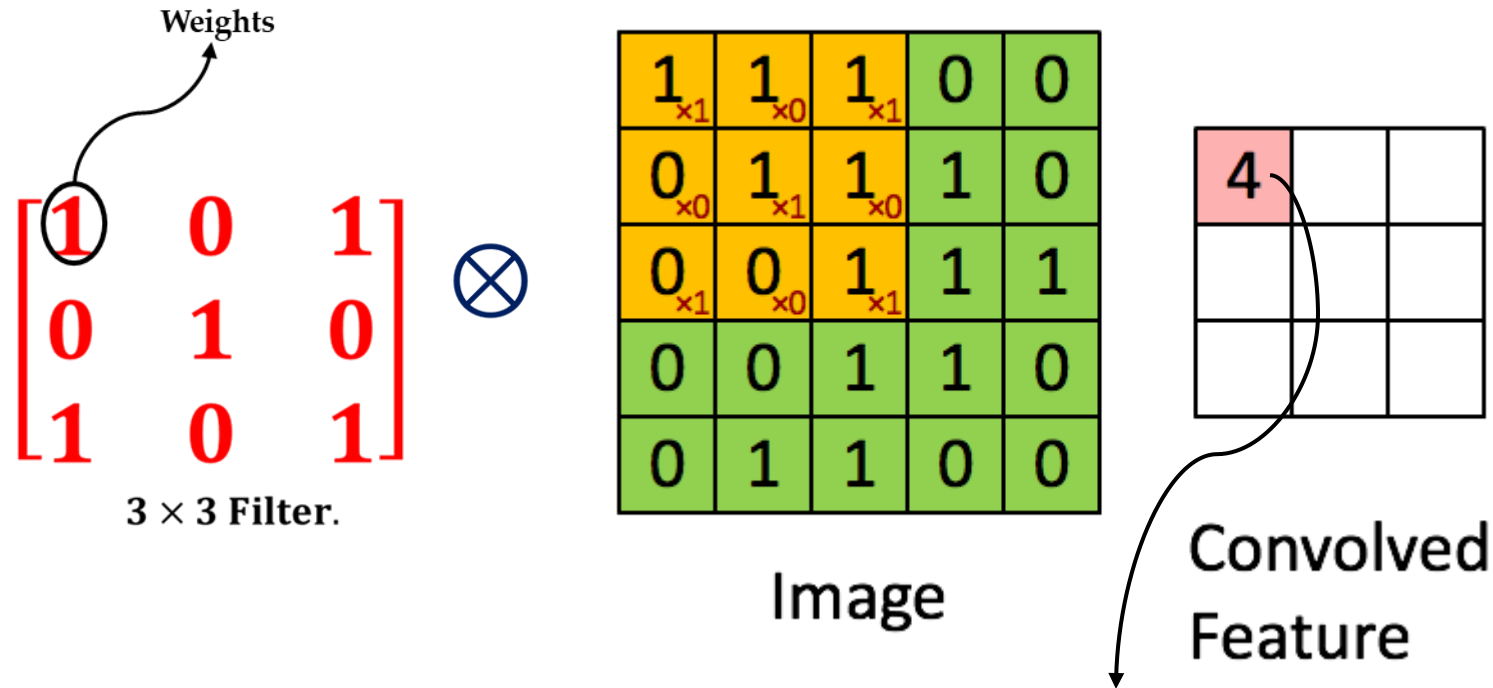 Weights
1 0 1
0 1 0
1 0 1
3 × 3 Filter.
1×1 1×0 1×1 0 0
0×0 1×1 1×0 1 0
0×1 0×0 1×1 1 1
0 0 1 1 0
0 1 1 0 0
Image
4
Convolved
Feature